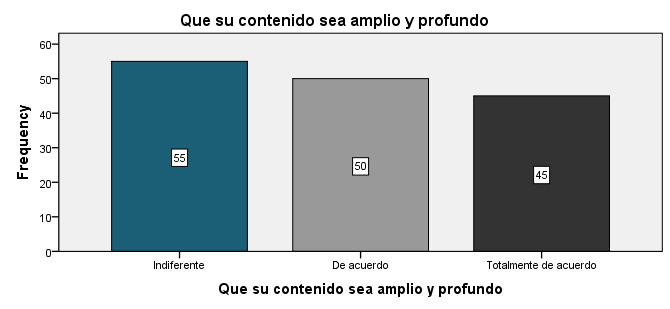 Que su contenido sea amplio y profundo
60
50
40
30
20
10
0
Frequency
55
50
45
Indiferente
De acuerdo
Totalmente de acuerdo
Que su contenido sea amplio y profundo